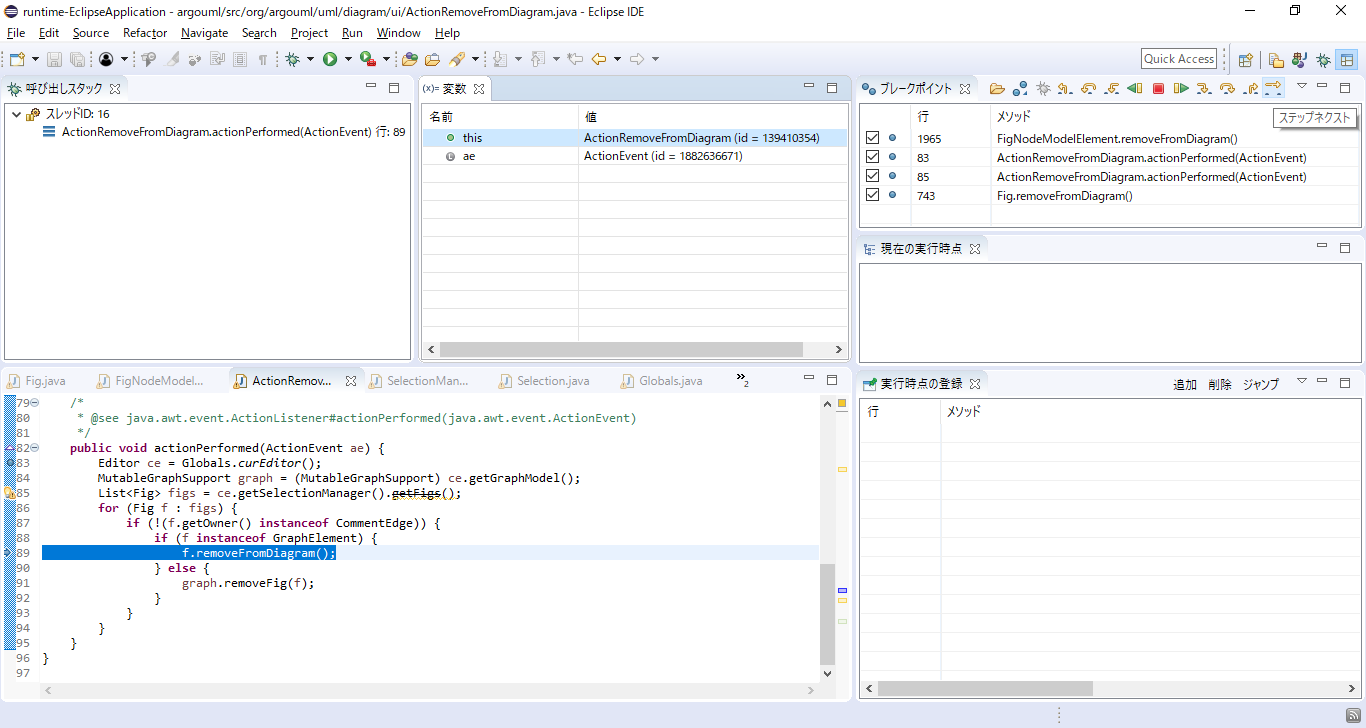 runtime-EclipseApplication - argouml/src/org/argouml/uml/diagram/ui/ActionRemoveFromDiagram.java - Eclipse IDE
File Edit Source Refactor Navigate Search Project Run Window Help
Quick Access
呼び出しスタック
スレッドID: 16
ActionRemoveFromDiagram.actionPerformed(ActionEvent) 行: 89
(x)= 変数
名前 値
this ActionRemoveFromDiagram (id = 139410354)
ae ActionEvent (id = 1882636671)
ブレークポイント
行 メソッド
ステップネクスト
1965 FigNodeModelElement.removeFromDiagram()
83 ActionRemoveFromDiagram.actionPerformed(ActionEvent)
85 ActionRemoveFromDiagram.actionPerformed(ActionEvent)
743 Fig.removeFromDiagram()
現在の実行時点
Fig.java FigNodeModel... ActionRemov... SelectionMan... Selection.java Globals.java »2
79 /*
80 * @see java.awt.event.ActionListener#actionPerformed(java.awt.event.ActionEvent)
81 */
82 public void actionPerformed(ActionEvent ae) {
83 Editor ce = Globals.curEditor();
84 MutableGraphSupport graph = (MutableGraphSupport) ce.getGraphModel();
85 List<Fig> figs = ce.getSelectionManager().getFigs();
86 for (Fig f : figs) {
87 if (!(f.getOwner() instanceof CommentEdge)) {
88 if (f instanceof GraphElement) {
89 f.removeFromDiagram();
90 } else {
91 graph.removeFig(f);
92 }
93 }
94 }
95 }
96 }
97
実行時点の登録 追加 削除 ジャンプ
行 メソッド